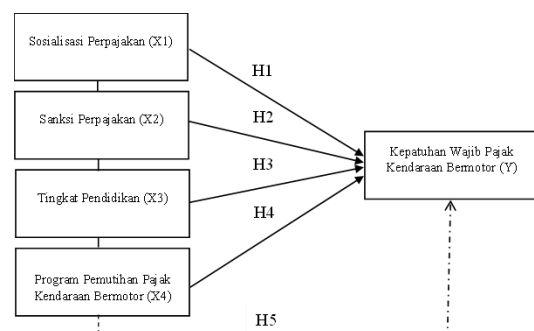 Sosialisasi Perpajakan (X1)
H1
Sanksi Perpajakan (X2)
H2
Kepatuhan Wajib Pajak
Kendaraan Bermotor (Y)
H3
Tingkat Pendidikan (X3)
H4
Program Pemutihan Pajak
Kendaraan Bermotor (X4)
H5